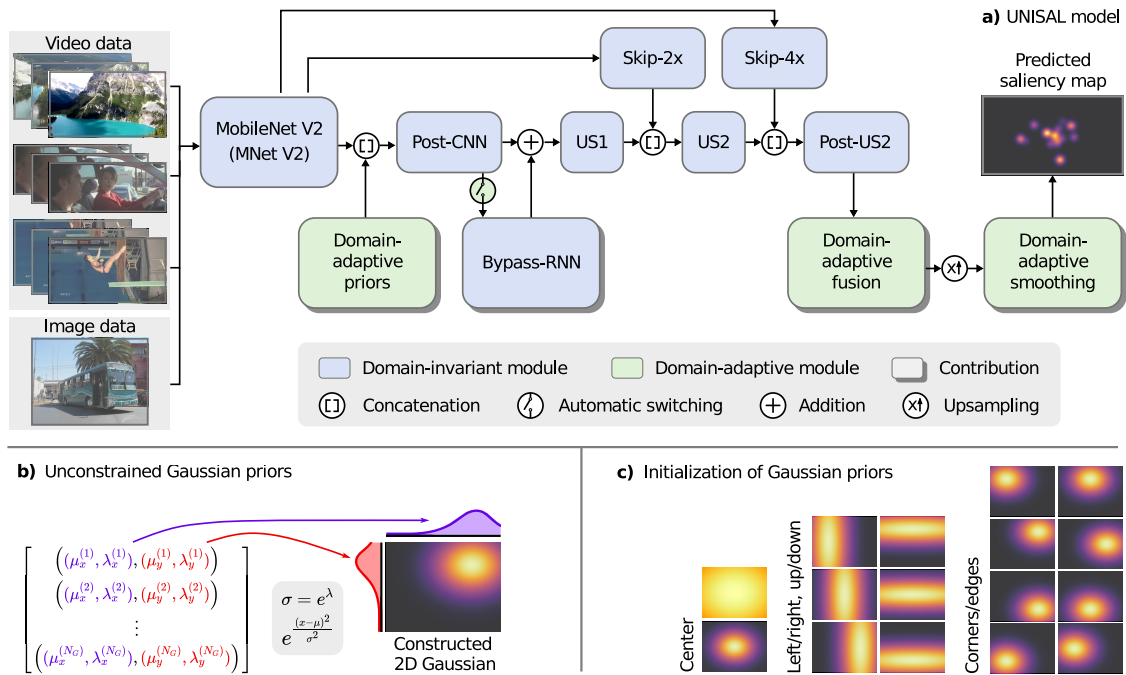 a) UNISAL model
Video data
Skip-2x
Skip-4x
Predicted
saliency map
MobileNet V2
(MNet V2)
[ ]
Post-CNN
+
US1
[ ]
US2
[ ]
Post-US2
Domain-
adaptive
priors
Bypass-RNN
Domain-
adaptive
fusion
x↑
Domain-
adaptive
smoothing
Image data
Domain-invariant module
Domain-adaptive module
Contribution
[ ] Concatenation
Automatic switching
+ Addition
x↑ Upsampling
b) Unconstrained Gaussian priors
((μ_x^(1), λ_x^(1)), (μ_y^(1), λ_y^(1)))
((μ_x^(2), λ_x^(2)), (μ_y^(2), λ_y^(2)))
⋮
((μ_x^(N_G), λ_x^(N_G)), (μ_y^(N_G), λ_y^(N_G)))
σ = e^λ
e^((x−μ)²/σ²)
Constructed
2D Gaussian
c) Initialization of Gaussian priors
Center
Left/right, up/down
Corners/edges